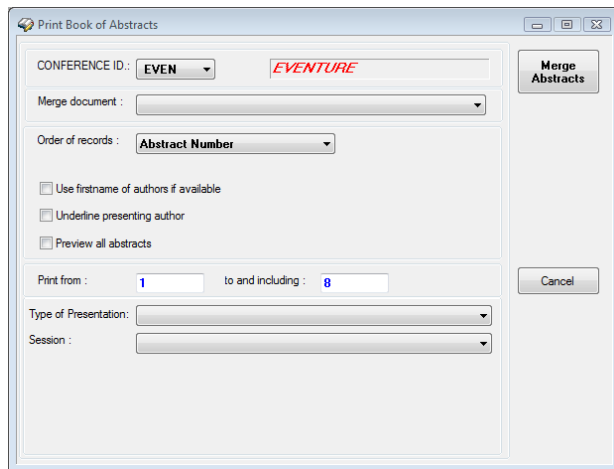 Print Book of Abstracts
CONFERENCE ID.: EVEN EVENTURE
Merge Abstracts
Merge document :
Order of records : Abstract Number
Use firstname of authors if available
Underline presenting author
Preview all abstracts
Print from : 1 to and including : 8
Cancel
Type of Presentation:
Session :